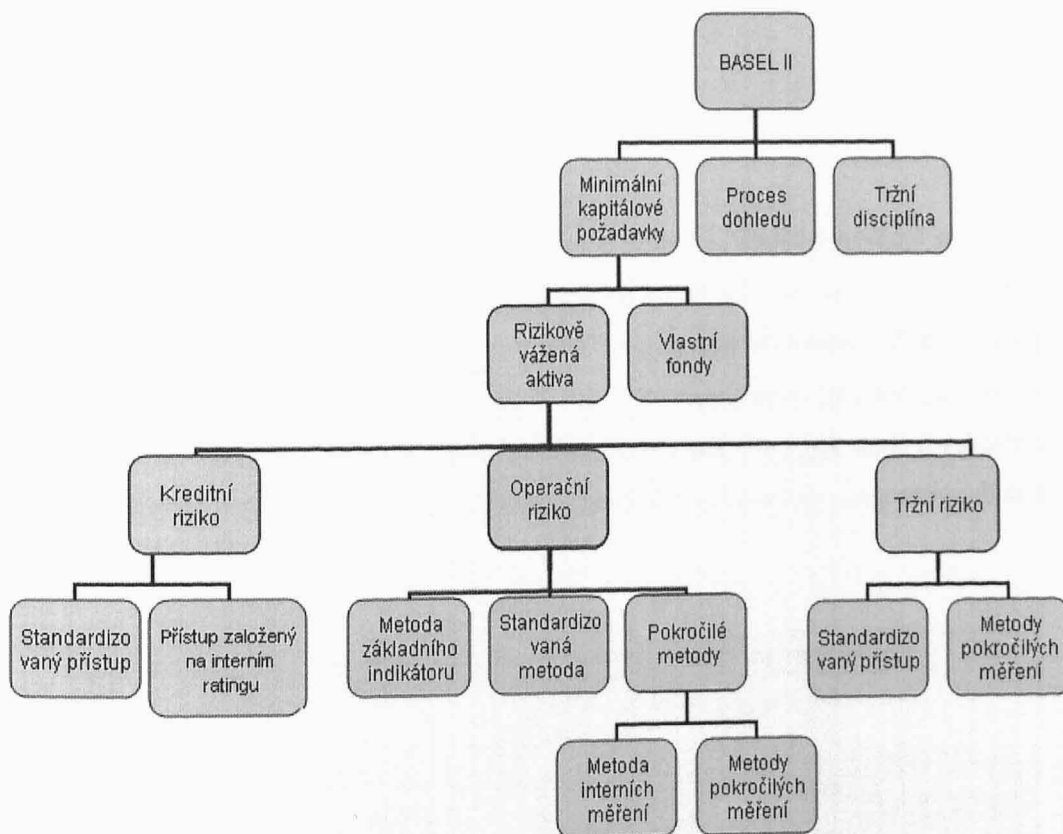 BASEL II
Minimální
kapitálové
požadavky
Proces
dohledu
Tržní
disciplína
Rizikově
vážená
aktiva
Vlastní
fondy
Kreditní
riziko
Operační
riziko
Tržní riziko
Standardizo
vaný přístup
Přístup založený
na interním
ratingu
Metoda
základního
indikátoru
Standardizo
vaná
metoda
Pokročilé
metody
Standardizo
vaný přístup
Metody
pokročilých
měření
Metoda
interních
měření
Metody
pokročilých
měření